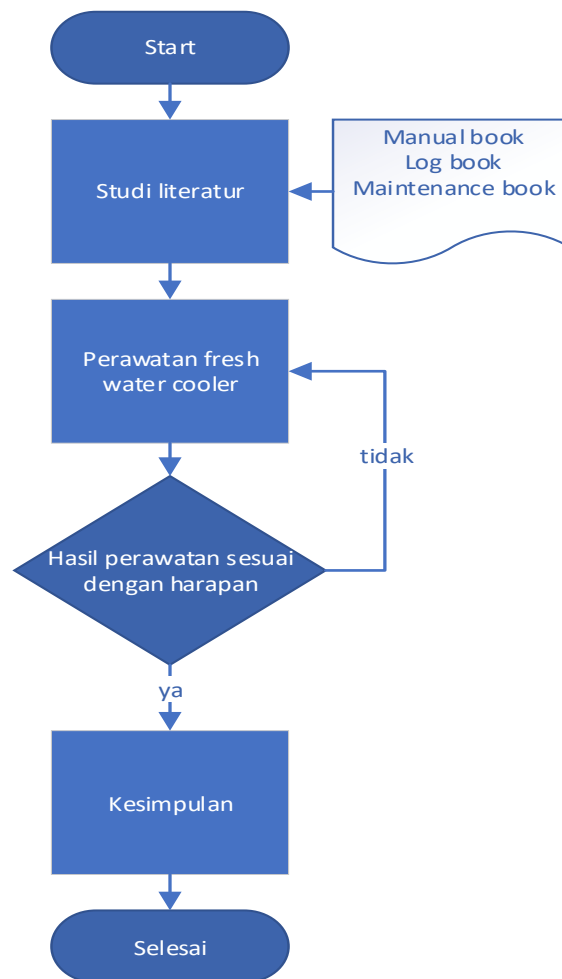 Start
Studi literatur
Manual book
Log book
Maintenance book
Perawatan fresh
water cooler
tidak
Hasil perawatan sesuai
dengan harapan
ya
Kesimpulan
Selesai